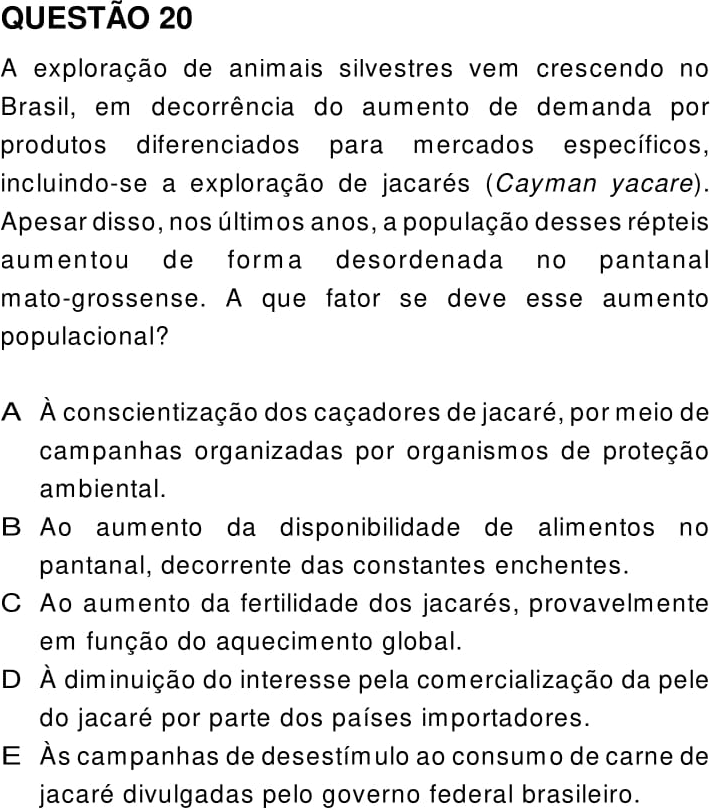 QUESTÃO 20
A exploração de animais silvestres vem crescendo no
Brasil, em decorrência do aumento de demanda por
produtos diferenciados para mercados específicos,
incluindo-se a exploração de jacarés (Cayman yacare).
Apesar disso, nos últimos anos, a população desses répteis
aumentou de forma desordenada no pantanal
mato-grossense. A que fator se deve esse aumento
populacional?
A À conscientização dos caçadores de jacaré, por meio de
campanhas organizadas por organismos de proteção
ambiental.
B Ao aumento da disponibilidade de alimentos no
pantanal, decorrente das constantes enchentes.
C Ao aumento da fertilidade dos jacarés, provavelmente
em função do aquecimento global.
D À diminuição do interesse pela comercialização da pele
do jacaré por parte dos países importadores.
E Às campanhas de desestímulo ao consumo de carne de
jacaré divulgadas pelo governo federal brasileiro.